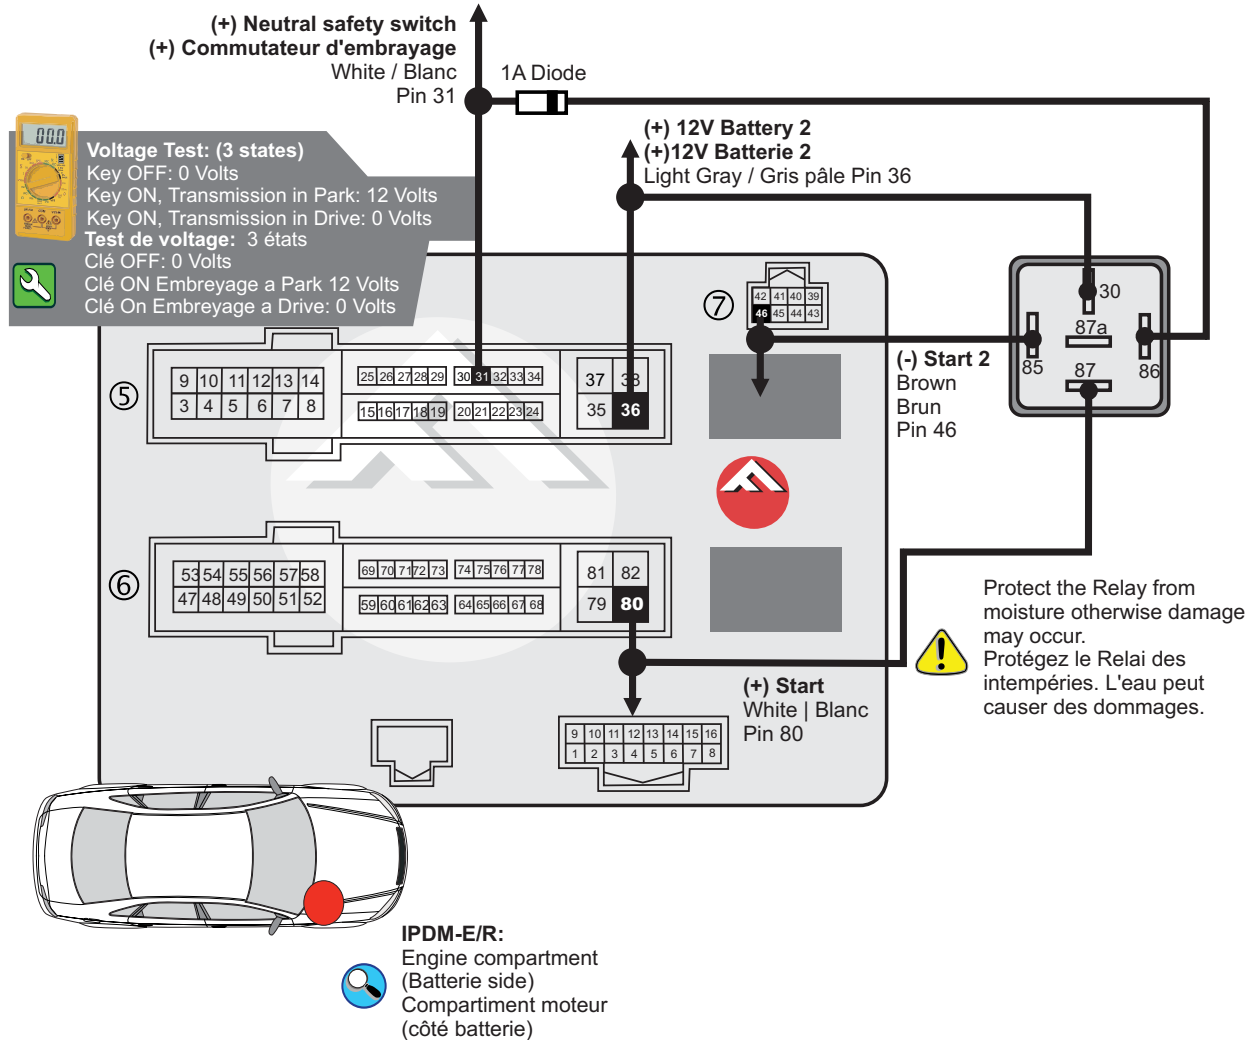 (+) Neutral safety switch
(+) Commutateur d'embrayage
White / Blanc
Pin 31
1A Diode
00.0
Voltage Test: (3 states)
Key OFF: 0 Volts
Key ON, Transmission in Park: 12 Volts
Key ON, Transmission in Drive: 0 Volts
Test de voltage: 3 états
Clé OFF: 0 Volts
Clé ON Embreyage a Park 12 Volts
Clé On Embreyage a Drive: 0 Volts
(+) 12V Battery 2
(+)12V Batterie 2
Light Gray / Gris pâle Pin 36
30
87a
87
85
86
7
42 41 40 39
46 45 44 43
(-) Start 2
Brown
Brun
Pin 46
5
9 10 11 12 13 14
3 4 5 6 7 8
25 26 27 28 29 30 31 32 33 34
15 16 17 18 19 20 21 22 23 24
37 38
35 36
6
53 54 55 56 57 58
47 48 49 50 51 52
69 70 71 72 73 74 75 76 77 78
59 60 61 62 63 64 65 66 67 68
81 82
79 80
(+) Start
White | Blanc
Pin 80
9 10 11 12 13 14 15 16
1 2 3 4 5 6 7 8
Protect the Relay from
moisture otherwise damage
may occur.
Protégez le Relai des
intempéries. L'eau peut
causer des dommages.
IPDM-E/R:
Engine compartment
(Batterie side)
Compartiment moteur
(côté batterie)